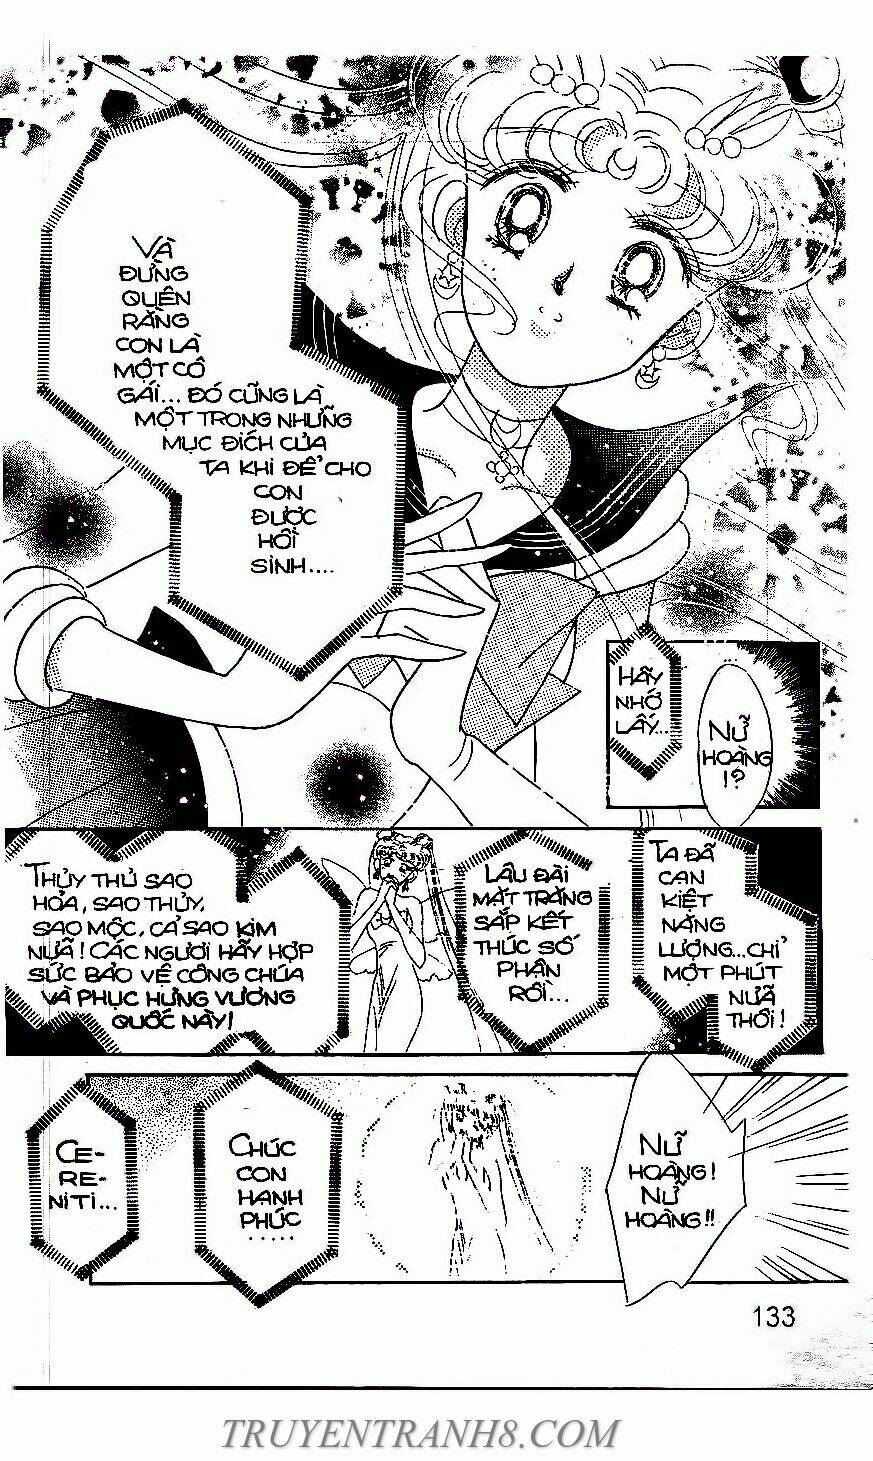 VÀ
ĐỪNG
QUÊN
RẰNG
CON LÀ
MỘT CÔ
GÁI... ĐÓ CŨNG LÀ
MỘT TRONG NHỮNG
MỤC ĐÍCH CỦA
TA KHI ĐỂ CHO
CON
ĐƯỢC
HỒI
SINH....
HÃY
NHỚ
LẤY...
NỮ
HOÀNG
!?
THỦY THỦ SAO
HỎA, SAO THỦY,
SAO MỘC, CẢ SAO KIM
NỮA! CÁC NGƯƠI HÃY HỢP
SỨC BẢO VỆ CÔNG CHÚA
VÀ PHỤC HƯNG VƯƠNG
QUỐC NÀY!
LÂU ĐÀI
MẶT TRĂNG
SẮP KẾT
THÚC SỐ
PHẬN
RỒI...
TA ĐÃ
CẠN
KIỆT
NĂNG
LƯỢNG...CHỈ
MỘT PHÚT
NỮA
THÔI!
CE-
RE-
NITI...
CHÚC
CON
HẠNH
PHÚC
.....
NỮ
HOÀNG!
NỮ
HOÀNG!!
133
TRUYENTRANH8.COM